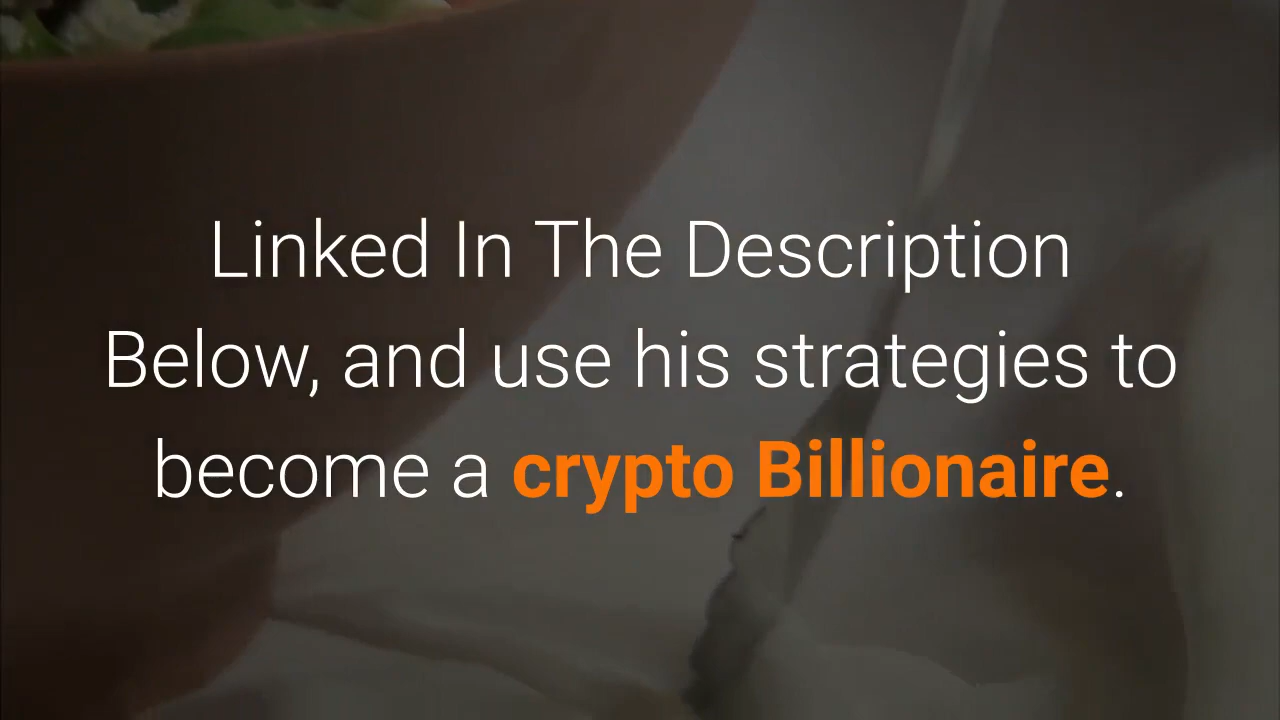 Linked In The Description
Below, and use his strategies to
become a crypto Billionaire.